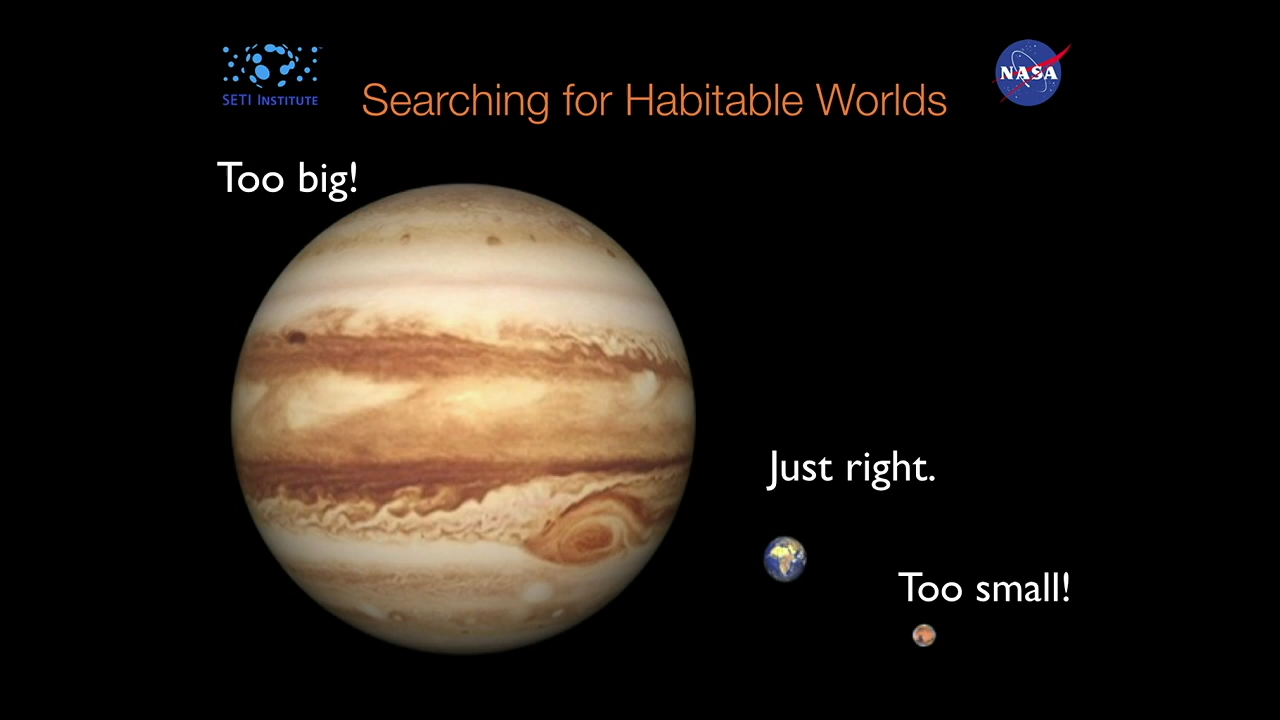 SETI INSTITUTE
NASA
Searching for Habitable Worlds
Too big!
Just right.
Too small!